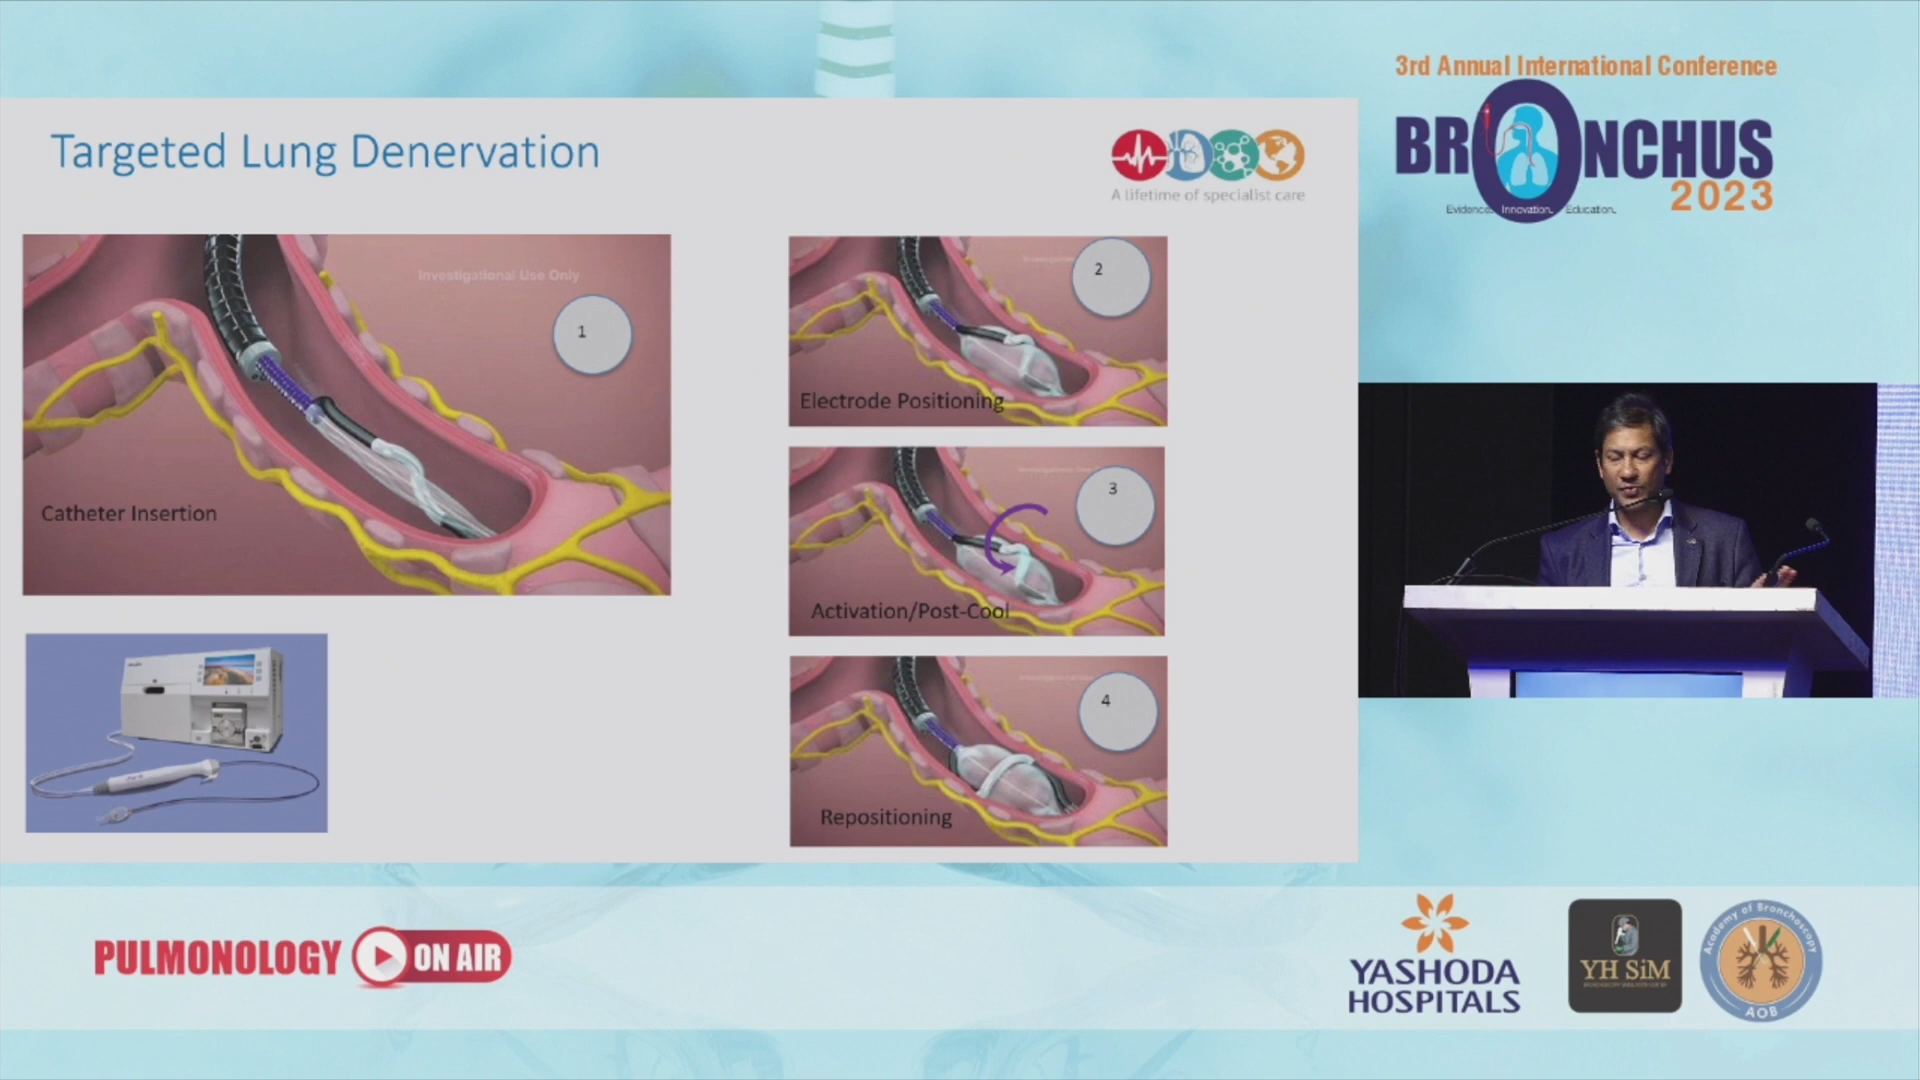 3rd Annual International Conference
BRONCHUS
2023
Evidence. Innovation. Education.
Targeted Lung Denervation
A lifetime of specialist care
Investigational Use Only
1
Catheter Insertion
2
Electrode Positioning
3
Activation/Post-Cool
4
Repositioning
PULMONOLOGY ON AIR
YASHODA
HOSPITALS
YH SiM
Academy of Bronchoscopy
AOB